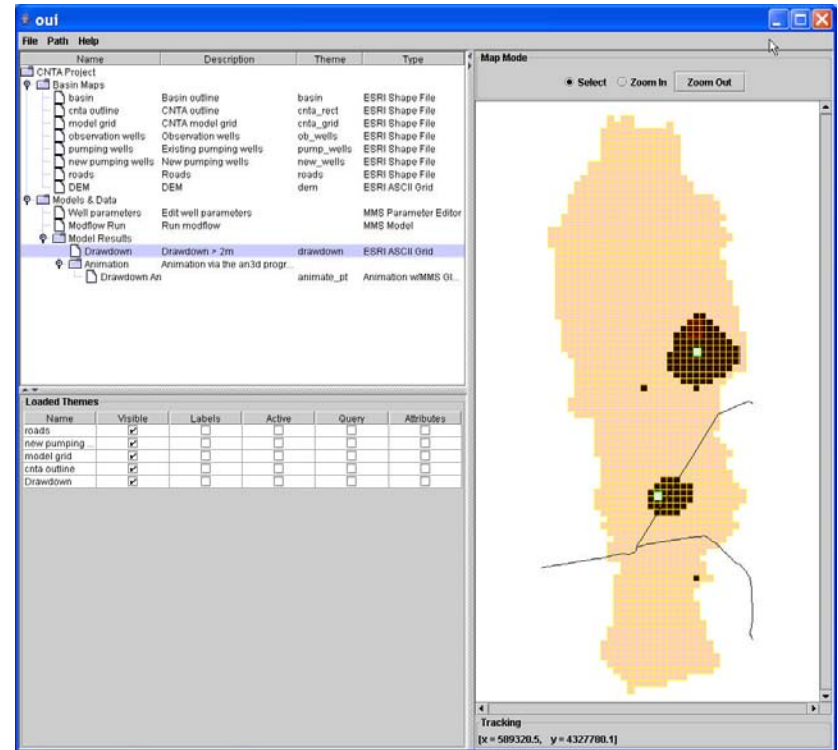 oui
File Path Help
Name Description Theme Type
CNTA Project
Basin Maps
basin Basin outline basin ESRI Shape File
cnta outline CNTA outline cnta_rect ESRI Shape File
model grid CNTA model grid cnta_grid ESRI Shape File
observation wells Observation wells ob_wells ESRI Shape File
pumping wells Existing pumping wells pump_wells ESRI Shape File
new pumping wells New pumping wells new_wells ESRI Shape File
roads Roads roads ESRI Shape File
DEM DEM dem ESRI ASCII Grid
Models & Data
Well parameters Edit well parameters MMS Parameter Editor
Modflow Run Run modflow MMS Model
Model Results
Drawdown Drawdown > 2m drawdown ESRI ASCII Grid
Animation Animation via the an3d progr...
Drawdown An animate_pt Animation w/MMS GI...
Loaded Themes
Name Visible Labels Active Query Attributes
roads
new pumping ...
model grid
cnta outline
Drawdown
Map Mode
Select Zoom In Zoom Out
Tracking
[x = 589320.5, y = 4327780.1]